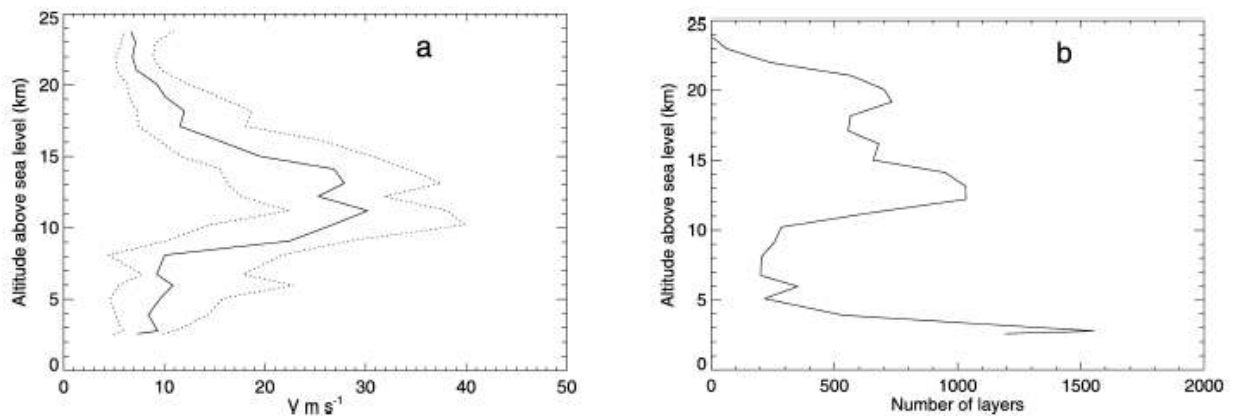 a
25
20
15
10
5
0
Altitude above sea level (km)
0 10 20 30 40 50
V m s⁻¹
b
25
20
15
10
5
0
Altitude above sea level (km)
0 500 1000 1500 2000
Number of layers